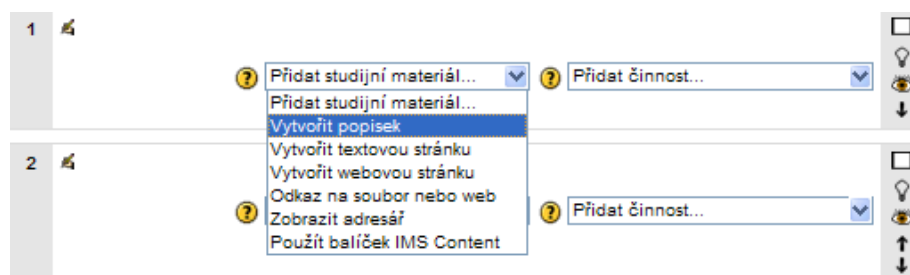 1
Přidat studijní materiál... Přidat činnost...
Přidat studijní materiál...
Vytvořit popisek
Vytvořit textovou stránku
2
Vytvořit webovou stránku
Odkaz na soubor nebo web
Přidat činnost...
Zobrazit adresář
Použít balíček IMS Content